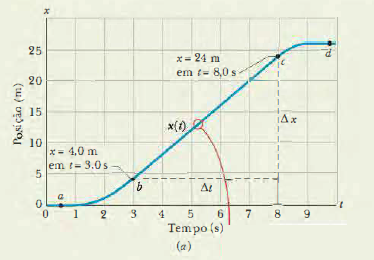 x
25
20
15
10
5
0
Posição (m)
x = 24 m
em t = 8,0 s
c
d
x(t)
Δx
x = 4,0 m
em t = 3.0 s
a
b
Δt
t
0 1 2 3 4 5 6 7 8 9
Tempo (s)
(a)